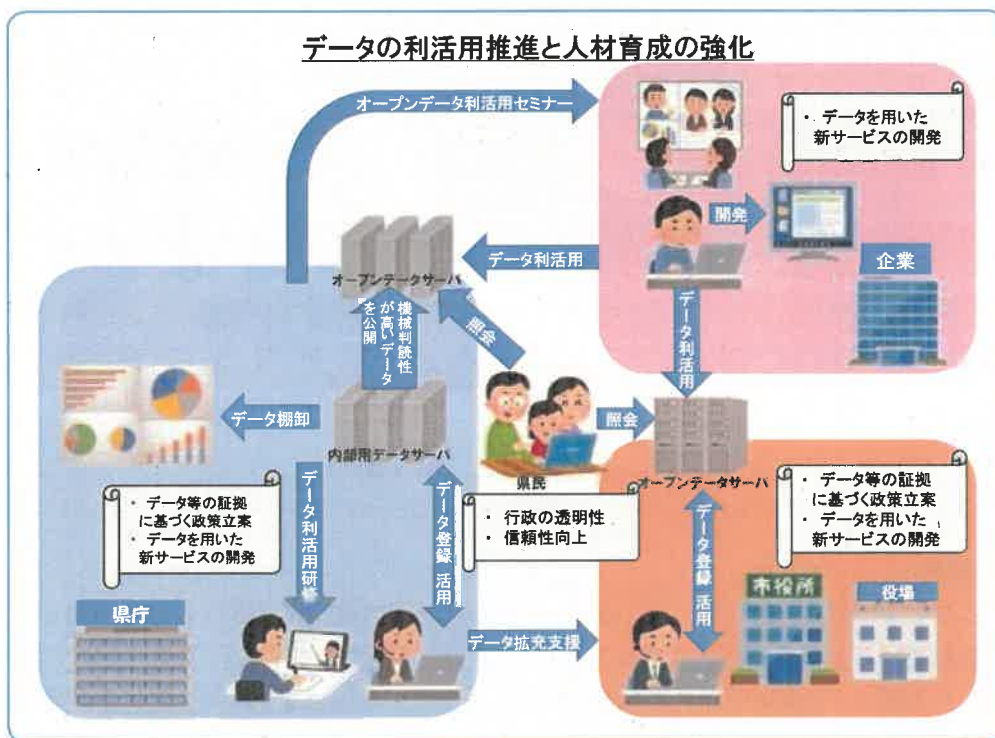 データの利活用推進と人材育成の強化
オープンデータ利活用セミナー
・ データを用いた
新サービスの開発
開発
企業
データ利活用
オープンデータサーバ
データ利活用
機械判読性
が高いデータ
を公開
照会
照会
データ棚卸
内部用データサーバ
県民
オープンデータサーバ
・ データ等の証拠
に基づく政策立案
・ データを用いた
新サービスの開発
データ利活用研修
データ登録 活用
・ 行政の透明性
・ 信頼性向上
データ登録 活用
・ データ等の証拠
に基づく政策立案
・ データを用いた
新サービスの開発
県庁
データ拡充支援
市役所
役場